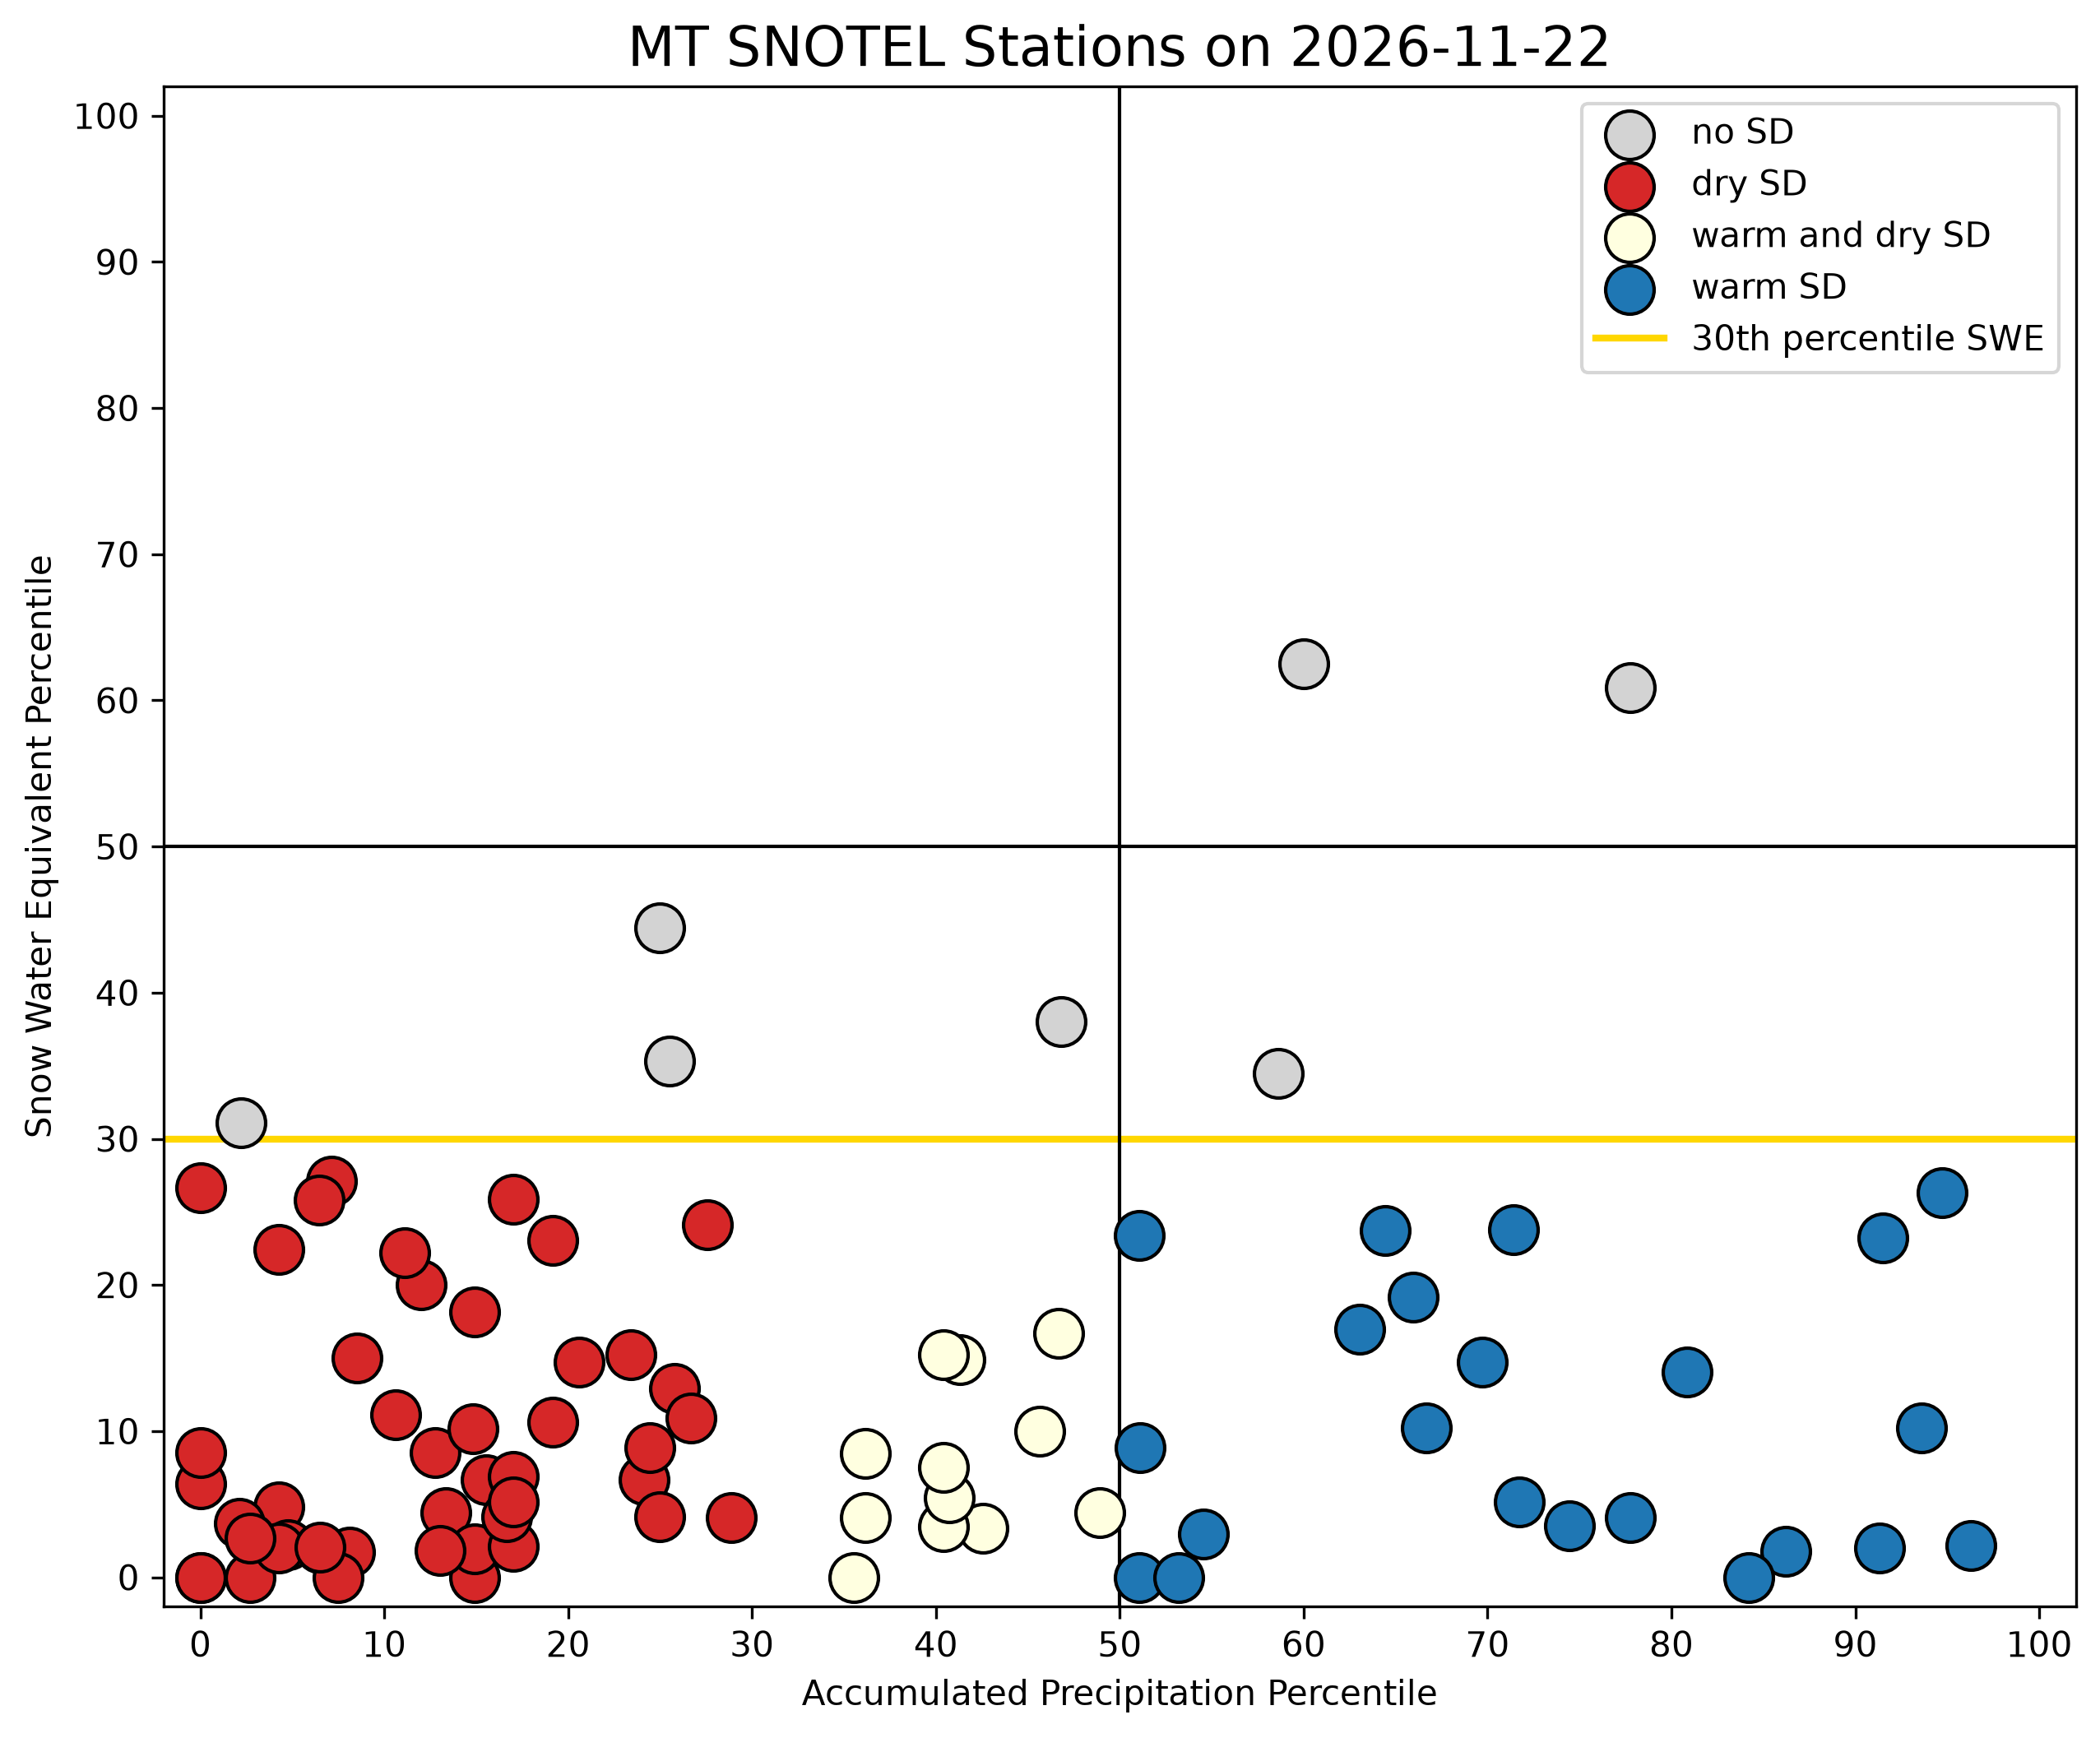 MT SNOTEL Stations on 2026-11-22
no SD
dry SD
warm and dry SD
warm SD
30th percentile SWE
Snow Water Equivalent Percentile
100
90
80
70
60
50
40
30
20
10
0
0 10 20 30 40 50 60 70 80 90 100
Accumulated Precipitation Percentile